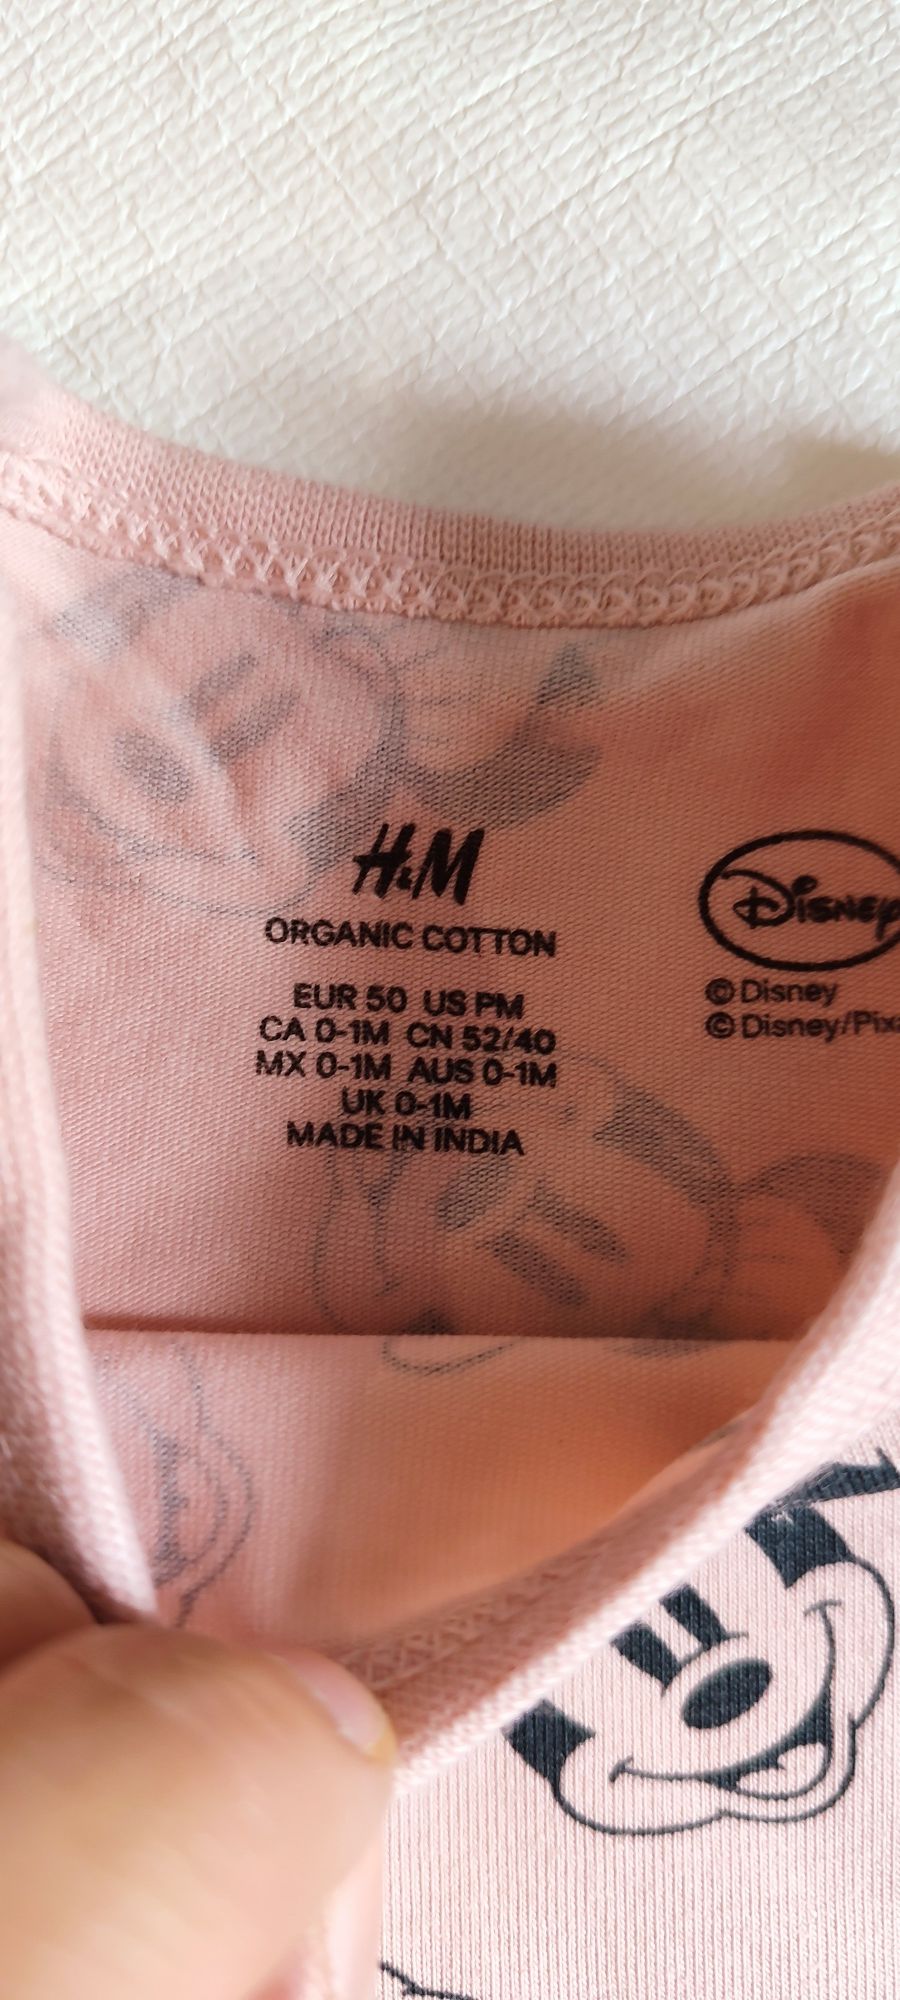 H&M
ORGANIC COTTON
EUR 50 US PM
CA 0-1M CN 52/40
MX 0-1M AUS 0-1M
UK 0-1M
MADE IN INDIA
Disney
©Disney
©Disney/Pix